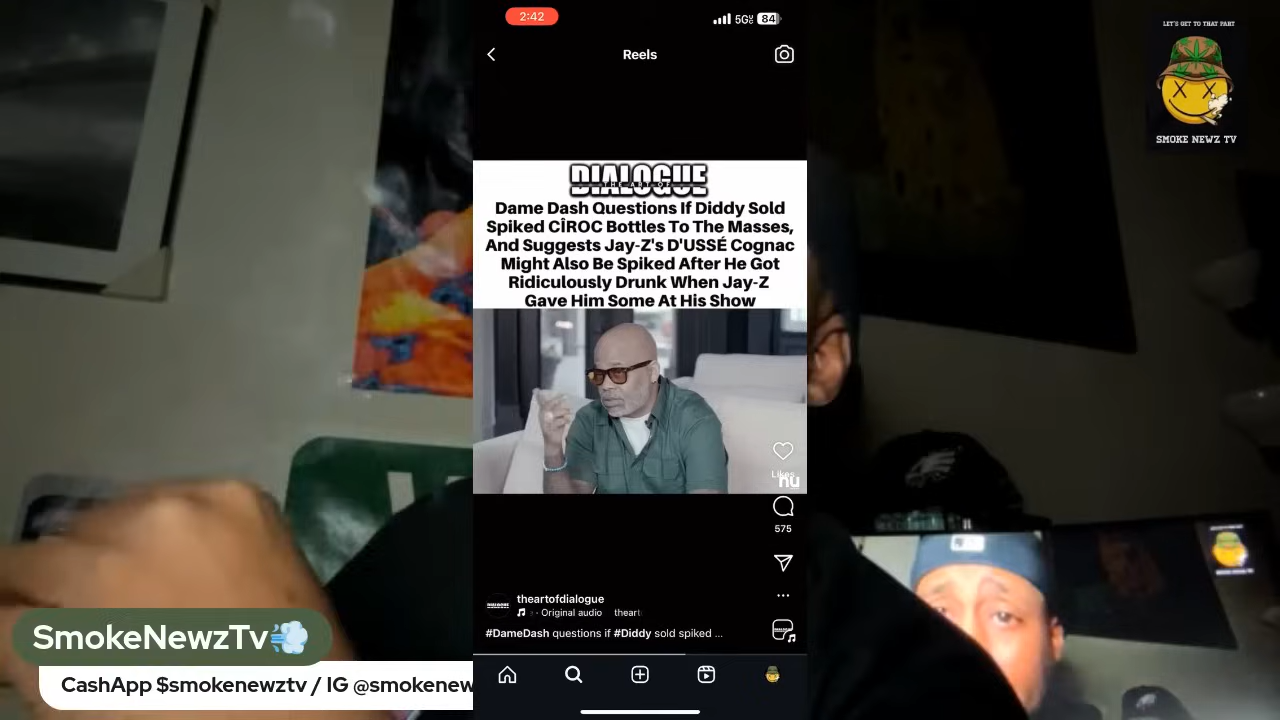 LET'S GET TO THAT PART
SMOKE NEWZ TV
2:42
5G
84
Reels
DIALOGUE
THE ART OF
Dame Dash Questions If Diddy Sold
Spiked CÎROC Bottles To The Masses,
And Suggests Jay-Z's D'USSÉ Cognac
Might Also Be Spiked After He Got
Ridiculously Drunk When Jay-Z
Gave Him Some At His Show
Likes
nu
575
theartofdialogue
· Original audio theart
#DameDash questions if #Diddy sold spiked ...
SmokeNewzTv💨
CashApp $smokenewztv / IG @smokenew